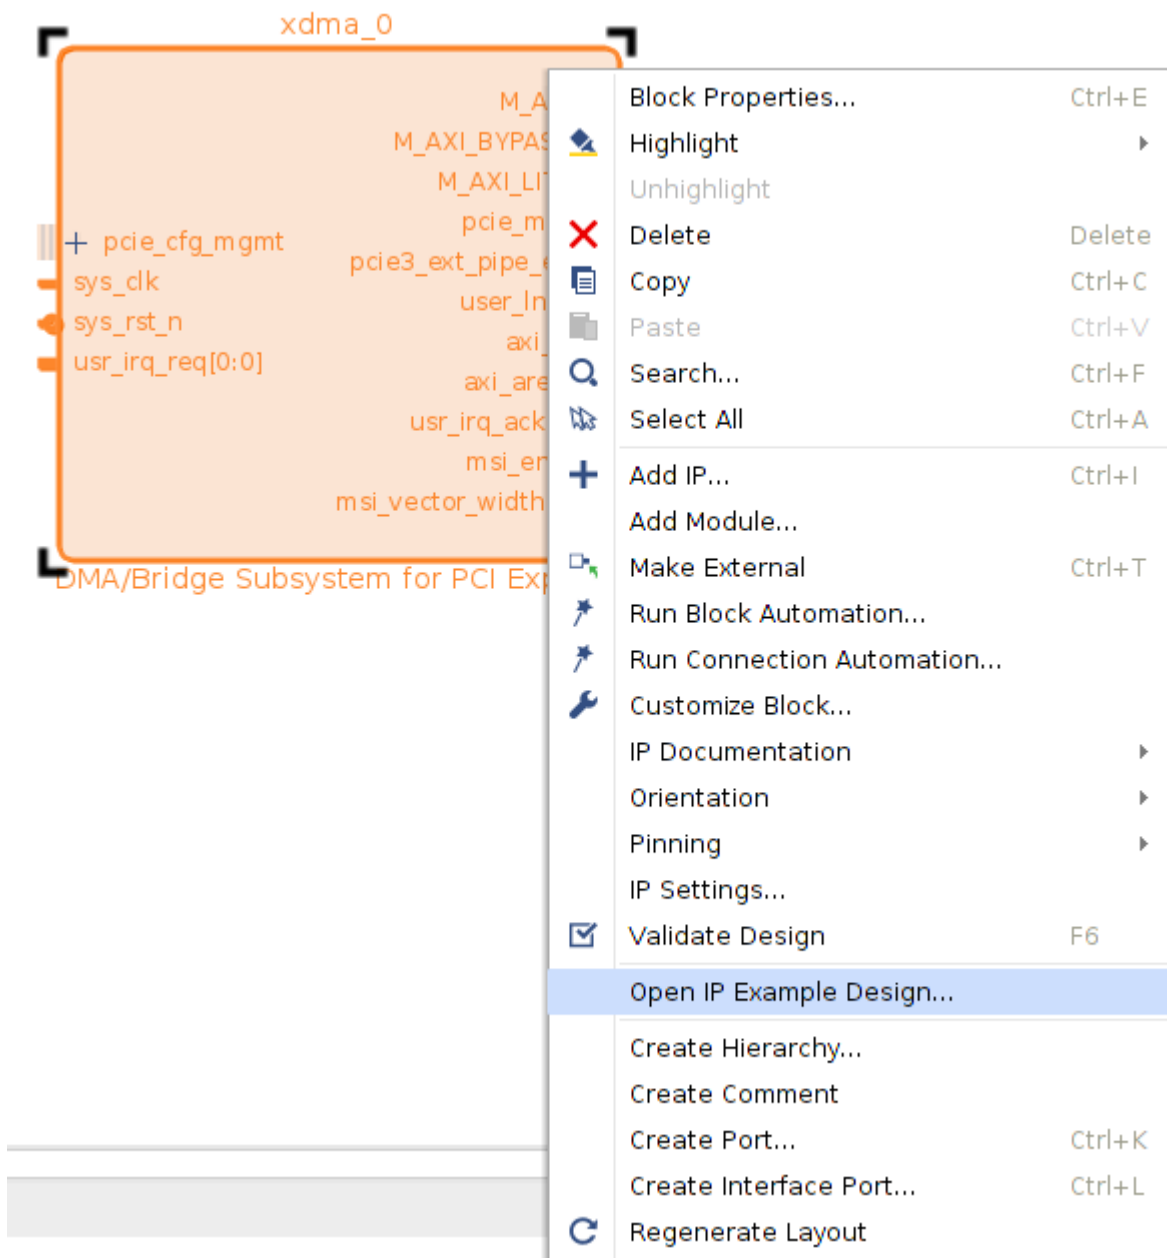 xdma_0
M_A
M_AXI_BYPAS
M_AXI_LI
pcie_m
+ pcie_cfg_mgmt
pcie3_ext_pipe_e
sys_clk
user_ln
sys_rst_n
axi_
usr_irq_req[0:0]
axi_are
usr_irq_ack
msi_en
msi_vector_width
DMA/Bridge Subsystem for PCI Exp
Block Properties... Ctrl+E
Highlight
Unhighlight
Delete Delete
Copy Ctrl+C
Paste Ctrl+V
Search... Ctrl+F
Select All Ctrl+A
Add IP... Ctrl+I
Add Module...
Make External Ctrl+T
Run Block Automation...
Run Connection Automation...
Customize Block...
IP Documentation
Orientation
Pinning
IP Settings...
Validate Design F6
Open IP Example Design...
Create Hierarchy...
Create Comment
Create Port... Ctrl+K
Create Interface Port... Ctrl+L
Regenerate Layout